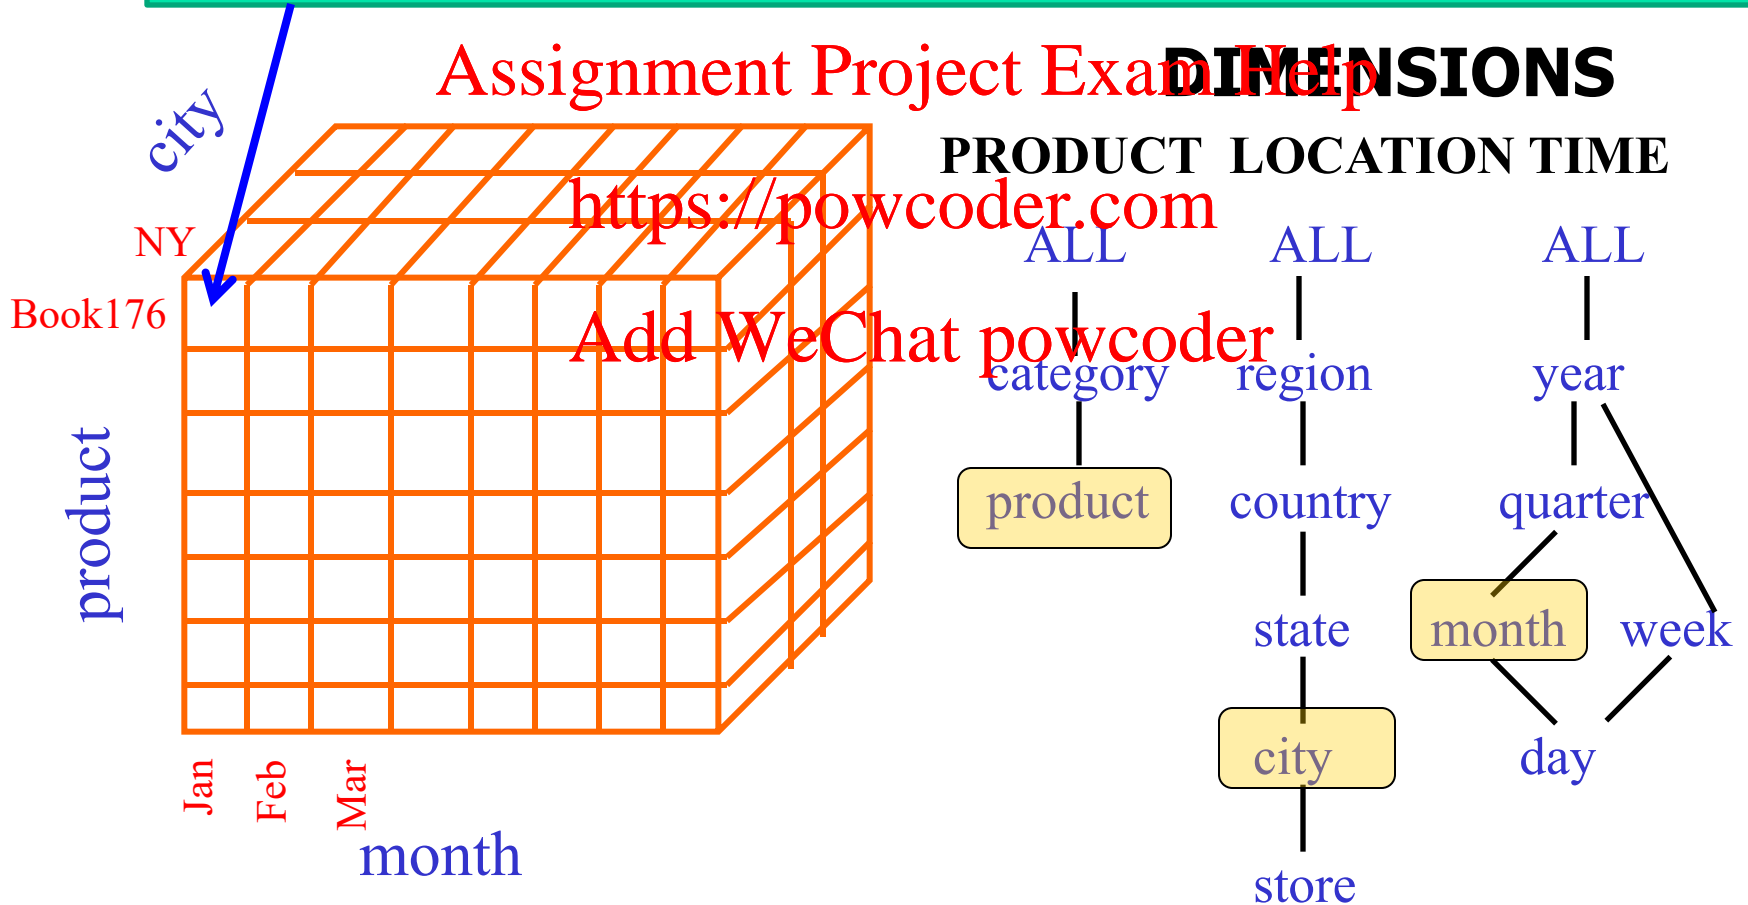 Assignment Project Exam Help
DIMENSIONS
city
PRODUCT LOCATION TIME
https://powcoder.com
NY
ALL ALL ALL
Book176
Add WeChat powcoder
category region year
product
product country quarter
state month week
city day
Jan Feb Mar
month
store